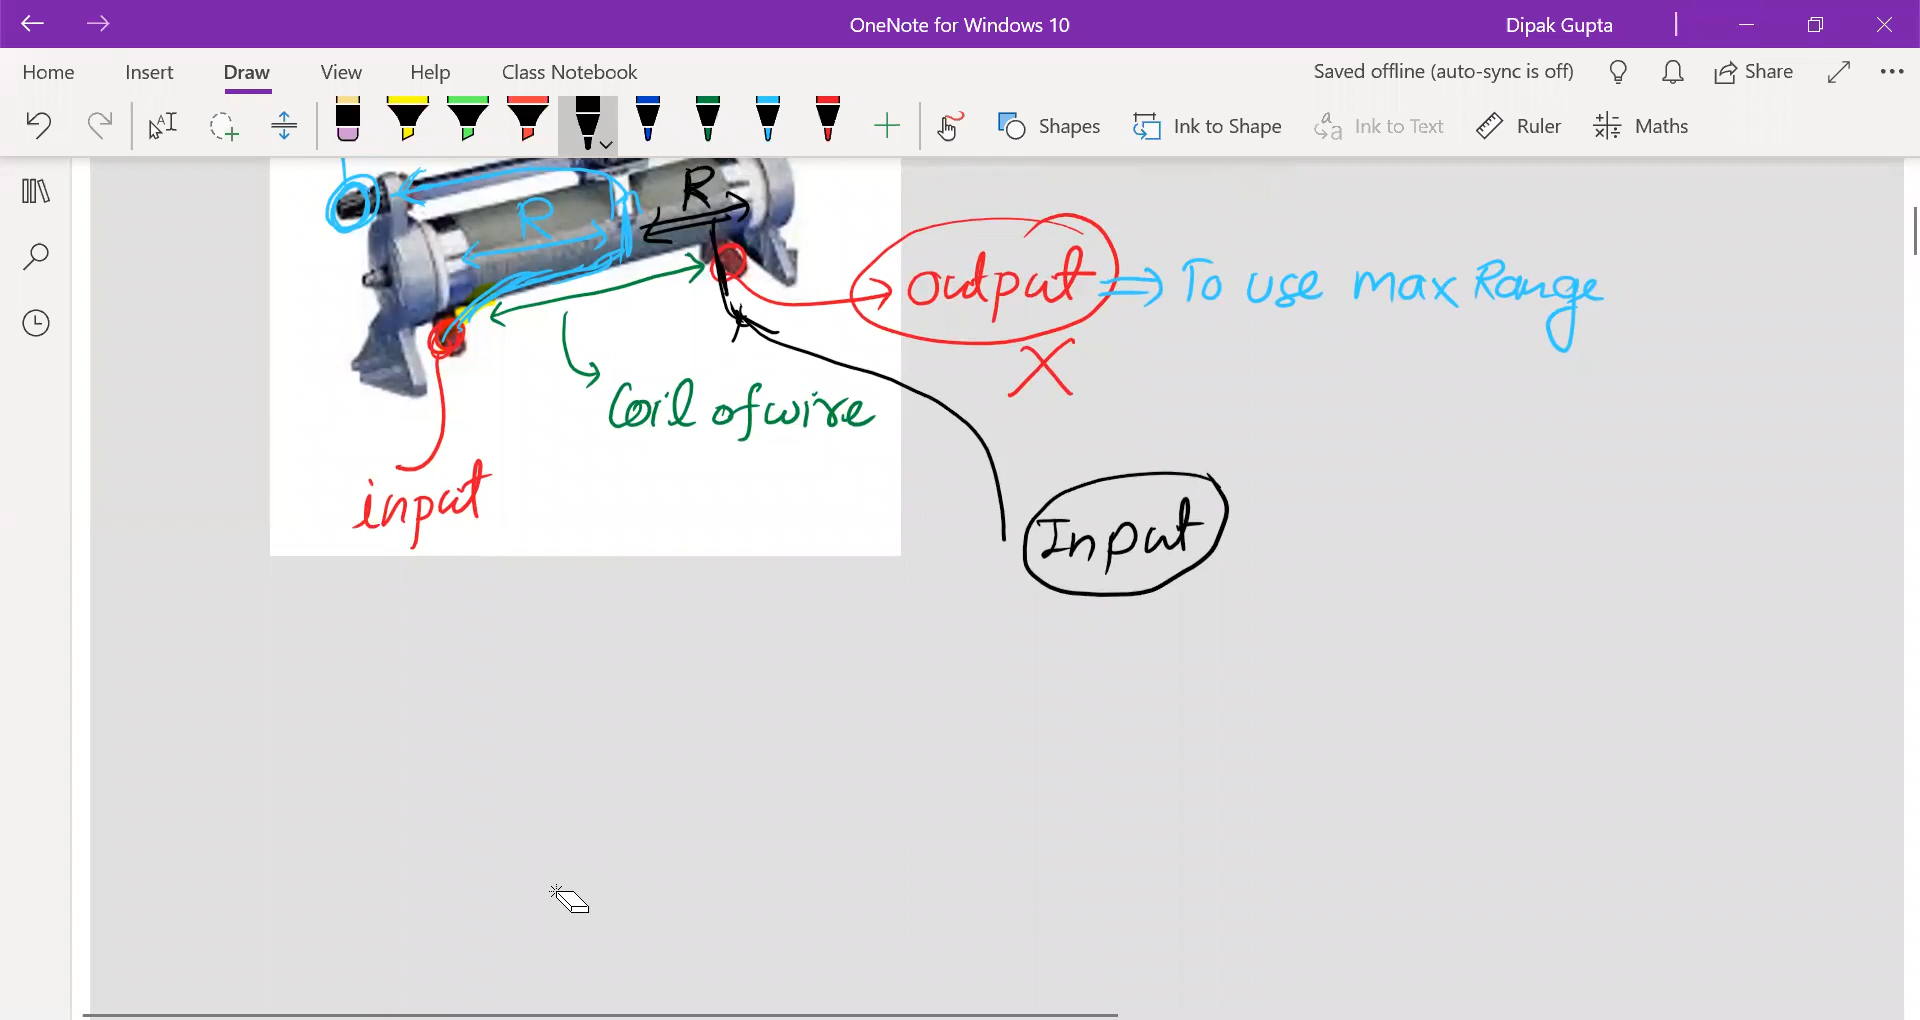 OneNote for Windows 10
Dipak Gupta
Home Insert Draw View Help Class Notebook
Saved offline (auto-sync is off) Share
Shapes Ink to Shape Ink to Text Ruler Maths
R
R
output ⇒ To use max Range
X
Coil of wire
input
Input